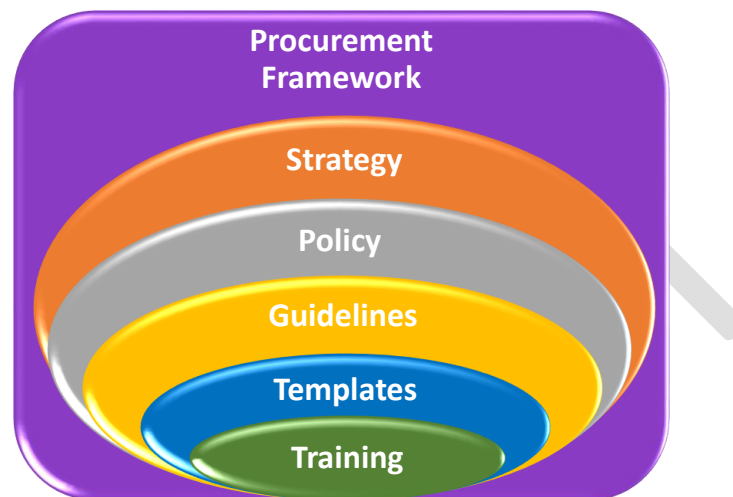 Procurement
Framework
Strategy
Policy
Guidelines
Templates
Training